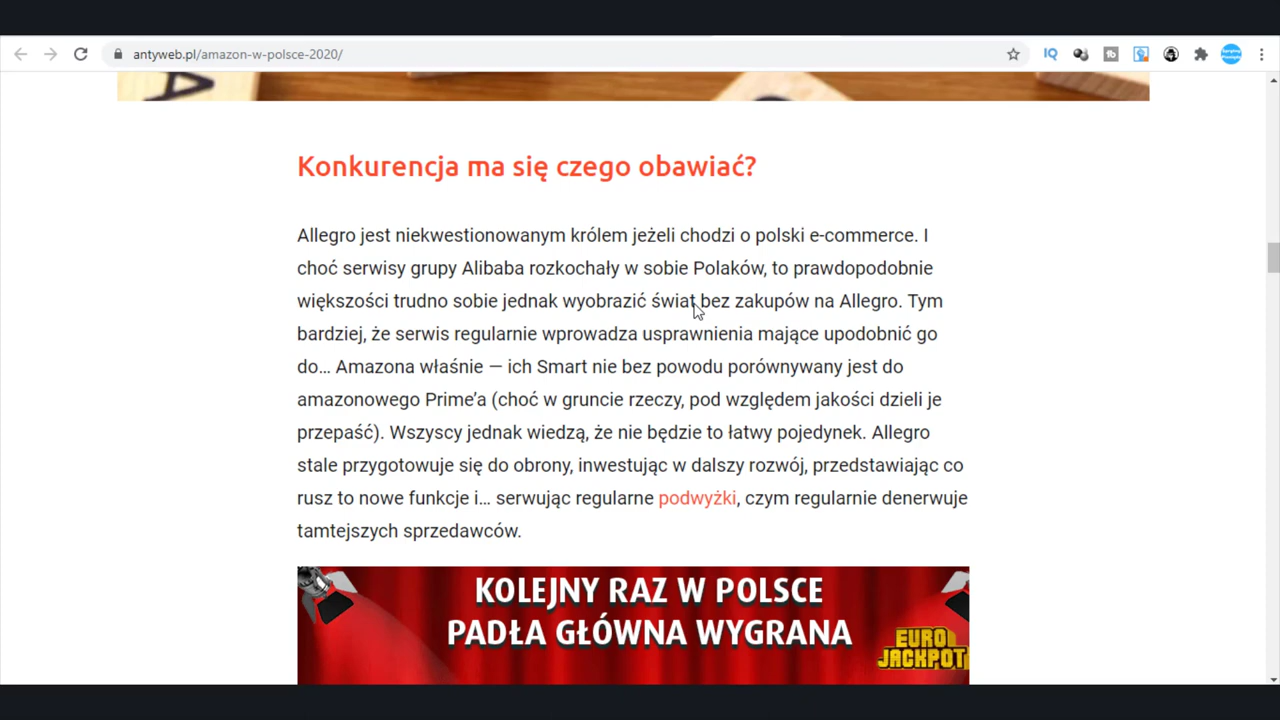 antyweb.pl/amazon-w-polsce-2020/
Konkurencja ma się czego obawiać?
Allegro jest niekwestionowanym królem jeżeli chodzi o polski e-commerce. I
choć serwisy grupy Alibaba rozkochały w sobie Polaków, to prawdopodobnie
większości trudno sobie jednak wyobrazić świat bez zakupów na Allegro. Tym
bardziej, że serwis regularnie wprowadza usprawnienia mające upodobnić go
do… Amazona właśnie — ich Smart nie bez powodu porównywany jest do
amazonowego Prime’a (choć w gruncie rzeczy, pod względem jakości dzieli je
przepaść). Wszyscy jednak wiedzą, że nie będzie to łatwy pojedynek. Allegro
stale przygotowuje się do obrony, inwestując w dalszy rozwój, przedstawiając co
rusz to nowe funkcje i… serwując regularne podwyżki, czym regularnie denerwuje
tamtejszych sprzedawców.
KOLEJNY RAZ W POLSCE
PADŁA GŁÓWNA WYGRANA
EURO
JACKPOT